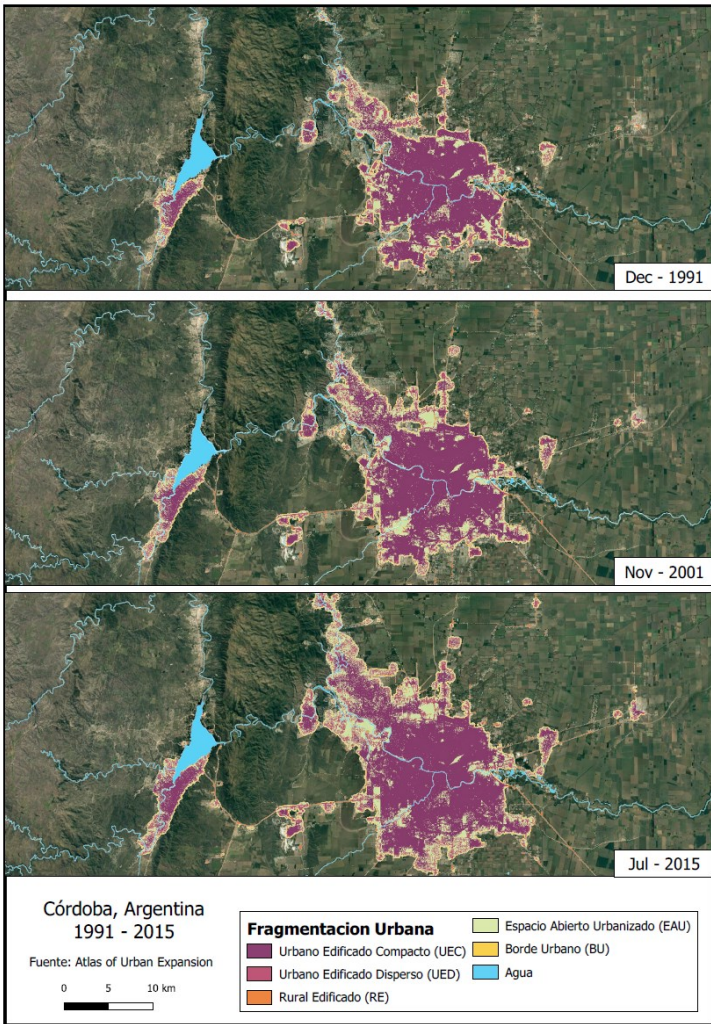 Dec - 1991
Nov - 2001
Jul - 2015
Córdoba, Argentina
1991 - 2015
Fuente: Atlas of Urban Expansion
0 5 10 km
Fragmentacion Urbana
Urbano Edificado Compacto (UEC)
Urbano Edificado Disperso (UED)
Rural Edificado (RE)
Espacio Abierto Urbanizado (EAU)
Borde Urbano (BU)
Agua